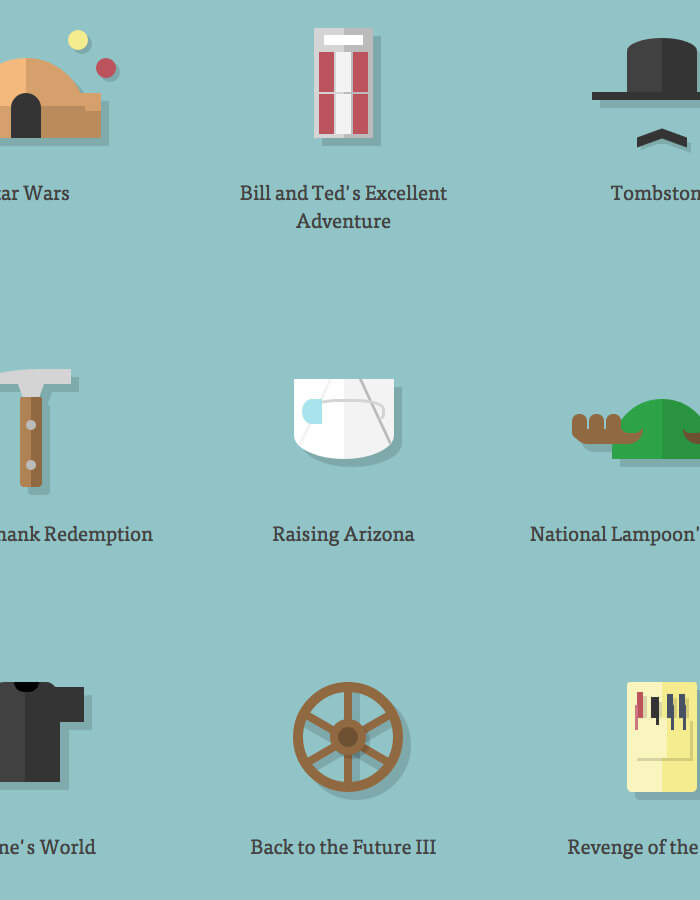 ar Wars
Bill and Ted's Excellent
Adventure
Tombston
hank Redemption
Raising Arizona
National Lampoon'
ne's World
Back to the Future III
Revenge of the